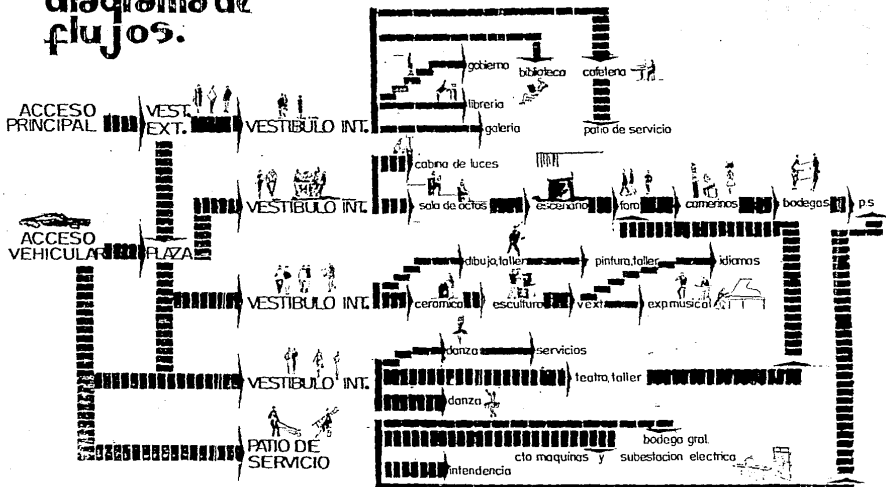 diagrama de
flujos.
ACCESO
PRINCIPAL
VEST.
EXT.
VESTIBULO INT.
gobierno
biblioteca
cafeteria
libreria
galeria
patio de servicio
cabina de luces
VESTIBULO INT.
sala de actos
escenario
foro
camerinos
bodegas
p.s
ACCESO
VEHICULAR
PLAZA
dibujo,taller
pintura,taller
idiomas
VESTIBULO INT.
ceramica
escultura
v.ext
exp.musical
danza
servicios
VESTIBULO INT.
teatro,taller
danza
PATIO DE
SERVICIO
bodega gral.
cto maquinas y subestacion electrica
intendencia